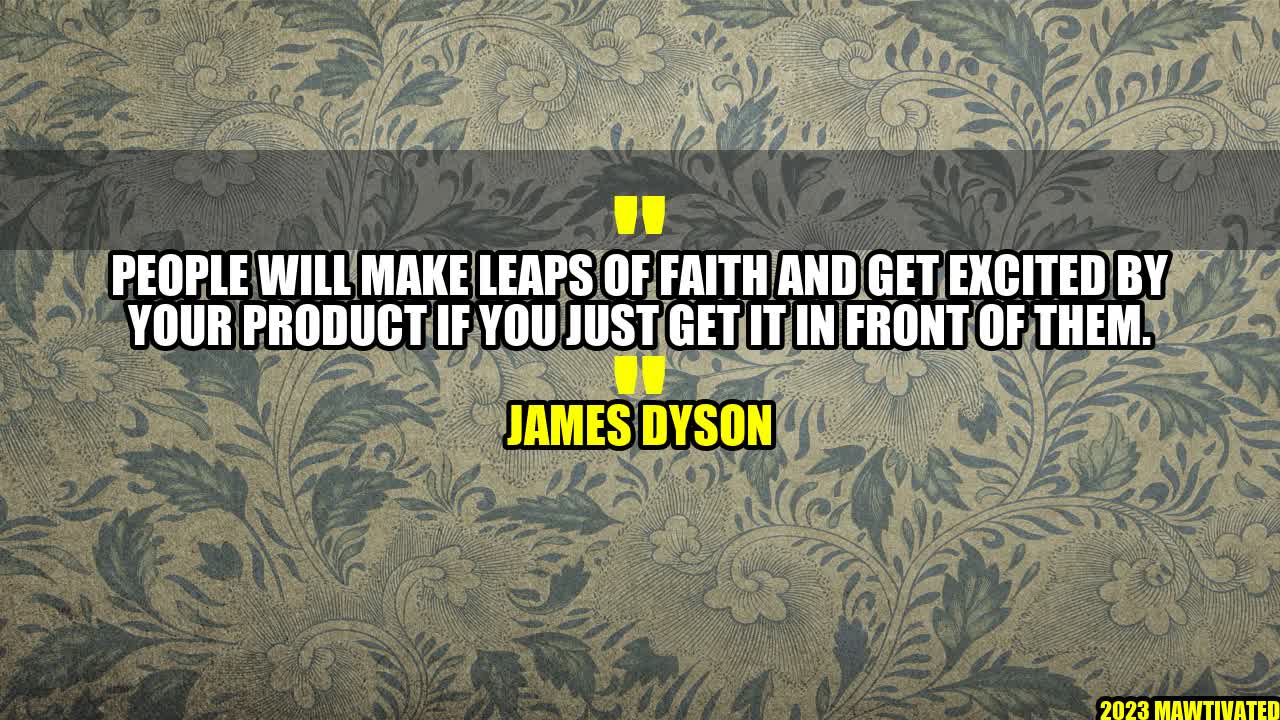 "
PEOPLE WILL MAKE LEAPS OF FAITH AND GET EXCITED BY
YOUR PRODUCT IF YOU JUST GET IT IN FRONT OF THEM.
"
JAMES DYSON
2023 MAWTIVATED